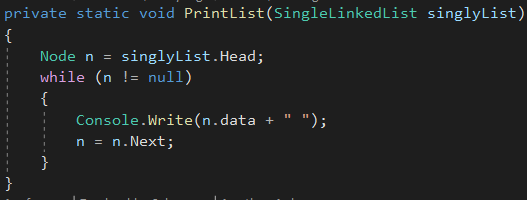 private static void PrintList(SingleLinkedList singlyList)
{
Node n = singlyList.Head;
while (n != null)
{
Console.Write(n.data + " ");
n = n.Next;
}
}